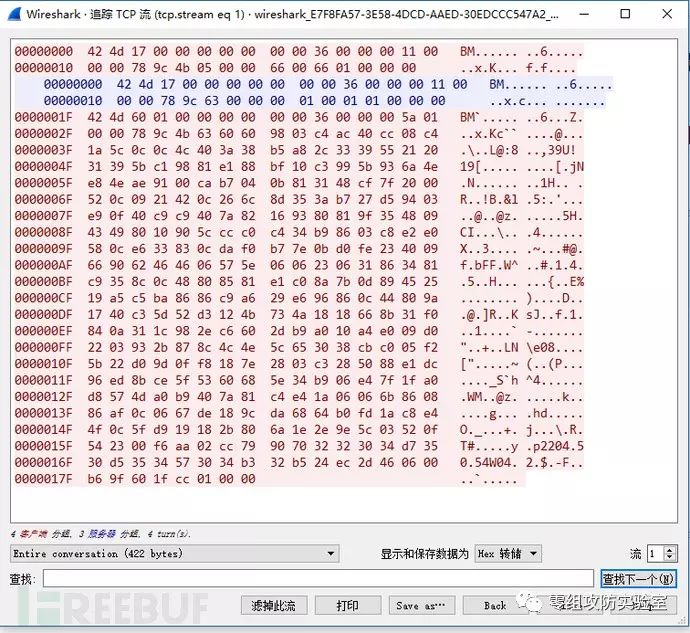 Wireshark · 追踪 TCP 流 (tcp.stream eq 1) · wireshark_E7F8FA57-3E58-4DCD-AAED-30EDCCC547A2_...
00000000 42 4d 17 00 00 00 00 00 00 00 36 00 00 00 11 00 BM...... ..6.....
00000010 00 00 78 9c 4b 05 00 00 66 00 66 01 00 00 00 ..x.K... f.f....
00000000 42 4d 17 00 00 00 00 00 00 00 36 00 00 00 11 00 BM...... ..6.....
00000010 00 00 78 9c 63 00 00 00 01 00 01 01 00 00 00 ..x.c... .......
0000001F 42 4d 60 01 00 00 00 00 00 00 36 00 00 00 5a 01 BM`..... ..6...Z.
0000002F 00 00 78 9c 4b 63 60 60 98 03 c4 ac 40 cc 08 c4 ..x.Kc`` ....@...
0000003F 1a 5c 0c 0c 4c 40 3a 38 b5 a8 2c 33 39 55 21 20 .\..L@:8 ..,39U!
0000004F 31 39 5b c1 98 81 e1 88 bf 10 c3 99 5b 93 6a 4e 19[..... ....[.jN
0000005F e8 4e ae 91 00 ca b7 04 0b 81 31 48 cf 7f 20 00 .N...... ..1H.. .
0000006F 52 0c 09 21 42 0c 26 6c 8d 35 3a b7 27 d5 94 03 R..!B.&l .5:.'...
0000007F e9 0f 40 c9 c9 40 7a 82 16 93 80 81 9f 35 48 09 ..@..@z. .....5H.
0000008F 43 49 80 10 90 5c cc c0 c4 34 b9 86 03 c8 e2 e0 CI...\.. .4......
0000009F 58 0c e6 33 83 0c da f0 b7 7e 0b d0 fe 23 40 09 X..3.... .~...#@.
000000AF 66 90 62 46 46 06 57 5e 06 06 23 06 31 86 34 81 f.bFF.W^ ..#.1.4.
000000BF c9 35 8c 0c 48 80 85 81 e1 c0 8a 7b 0d 89 45 25 .5..H... ...{..E%
000000CF 19 a5 c5 ba 86 86 c9 a6 29 e6 96 86 0c 44 80 9a ........ )....D..
000000DF 17 40 c3 5d 52 d3 12 4b 73 4a 18 18 66 8b 31 f0 .@.]R..K sJ..f.1.
000000EF 84 0a 31 1c 98 2e c6 60 2d b9 a0 10 a4 e0 09 d0 ..1....` -.......
000000FF 22 03 93 2b 87 8c 4c 4e 5c 65 30 38 cb c0 05 f2 "..+..LN \e08....
0000010F 5b 22 d9 0d 0f f8 18 7e 28 03 c3 28 50 88 e1 dc [".....~ (..(P...
0000011F 96 ed 8b ce 5f 53 60 68 5e 34 b9 06 e4 7f 1f a0 ...._S`h ^4......
0000012F d8 57 4d a0 b9 40 7a 81 c4 e4 1a 06 06 6b 86 08 .WM..@z. .....k..
0000013F 86 af 0c 06 67 de 18 9c da 68 64 b0 fd 1a c8 e4 ....g... .hd.....
0000014F 4f 0c 5f d9 19 18 2b 80 6a 1e 2e 9e 5c 03 52 0f O._...+. j...\.R.
0000015F 54 23 00 f6 aa 02 cc 79 90 70 32 32 30 34 d7 35 T#.....y .p2204.5
0000016F 30 d5 35 34 57 30 34 b3 32 b5 24 ec 2d 46 06 00 0.54W04. 2.$.-F..
0000017F b6 9f 60 1f cc 01 00 00 ..`.....
4 客户端 分组, 3 服务器 分组, 4 turn(s).
Entire conversation (422 bytes) 显示和保存数据为 Hex 转储 流 1
查找: 查找下一个(N)
滤掉此流 打印 Save as… Back
零组攻防实验室
FREEBUF